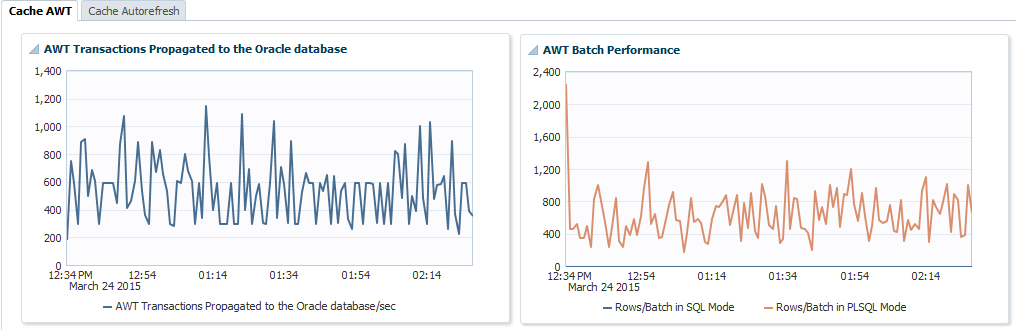 Cache AWT
Cache Autorefresh
AWT Transactions Propagated to the Oracle database
1,400
1,200
1,000
800
600
400
200
0
12:34 PM 12:54 01:14 01:34 01:54 02:14
March 24 2015
AWT Transactions Propagated to the Oracle database/sec
AWT Batch Performance
2,400
2,000
1,600
1,200
800
400
0
12:34 PM 12:54 01:14 01:34 01:54 02:14
March 24 2015
Rows/Batch in SQL Mode Rows/Batch in PLSQL Mode